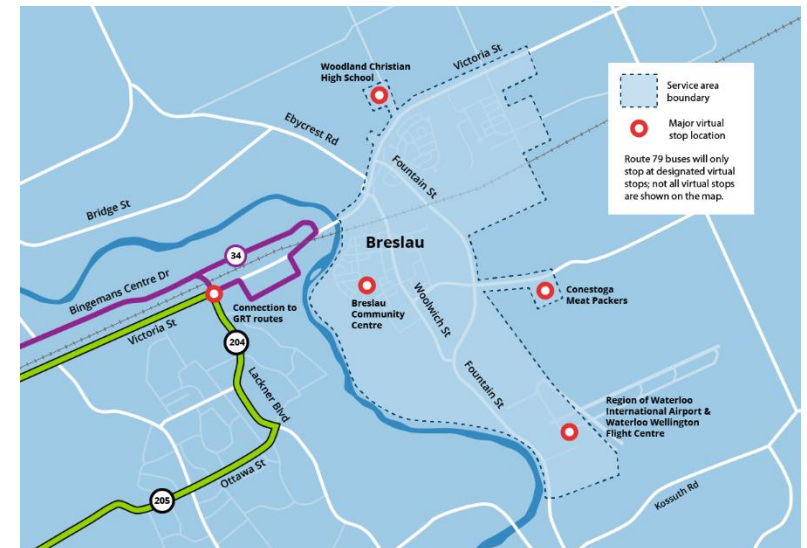 Woodland Christian
High School
Victoria St
Ebycrest Rd
Fountain St
Bridge St
34
Breslau
Bingemans Centre Dr
Connection to
GRT routes
Victoria St
Breslau
Community
Centre
Woolwich St
Conestoga
Meat Packers
204
Lackner Blvd
Fountain St
Region of Waterloo
International Airport &
Waterloo Wellington
Flight Centre
Ottawa St
205
Kossuth Rd
Service area
boundary
Major virtual
stop location
Route 79 buses will only
stop at designated virtual
stops; not all virtual stops
are shown on the map.